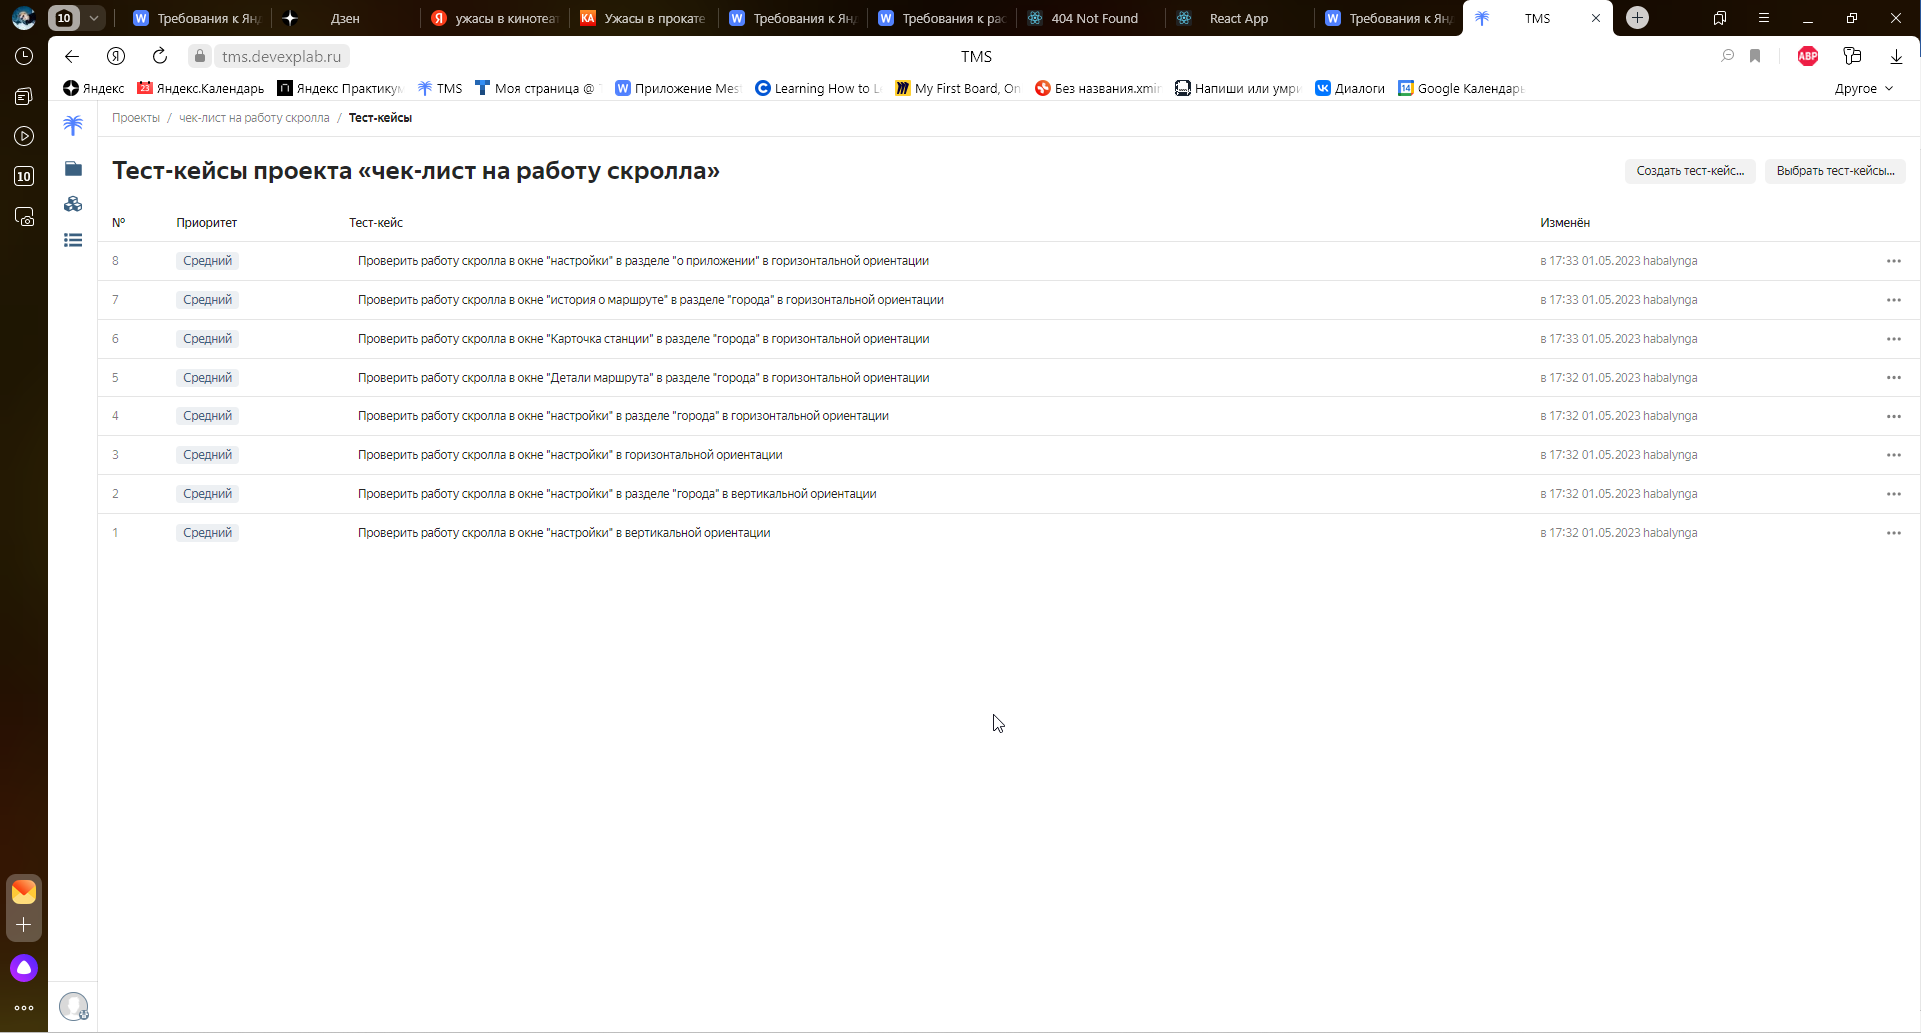 10
Требования к Янд
Дзен
ужасы в кинотеат
Ужасы в прокате
Требования к Янд
Требования к рас
404 Not Found
React App
Требования к Янд
TMS
tms.devexplab.ru
TMS
ABP
Яндекс
23 Яндекс.Календарь
Яндекс Практикум
TMS
Моя страница @
Приложение Mes
Learning How to L
My First Board, On
Без названия.xmin
Напиши или умри
Диалоги
14 Google Календарь
Другое
Проекты / чек-лист на работу скролла / Тест-кейсы
10
Тест-кейсы проекта «чек-лист на работу скролла»
Создать тест-кейс...
Выбрать тест-кейсы...
№ Приоритет Тест-кейс Изменён
8 Средний Проверить работу скролла в окне "настройки" в разделе "о приложении" в горизонтальной ориентации в 17:33 01.05.2023 habalynga
7 Средний Проверить работу скролла в окне "история о маршруте" в разделе "города" в горизонтальной ориентации в 17:33 01.05.2023 habalynga
6 Средний Проверить работу скролла в окне "Карточка станции" в разделе "города" в горизонтальной ориентации в 17:33 01.05.2023 habalynga
5 Средний Проверить работу скролла в окне "Детали маршрута" в разделе "города" в горизонтальной ориентации в 17:32 01.05.2023 habalynga
4 Средний Проверить работу скролла в окне "настройки" в разделе "города" в горизонтальной ориентации в 17:32 01.05.2023 habalynga
3 Средний Проверить работу скролла в окне "настройки" в горизонтальной ориентации в 17:32 01.05.2023 habalynga
2 Средний Проверить работу скролла в окне "настройки" в разделе "города" в вертикальной ориентации в 17:32 01.05.2023 habalynga
1 Средний Проверить работу скролла в окне "настройки" в вертикальной ориентации в 17:32 01.05.2023 habalynga